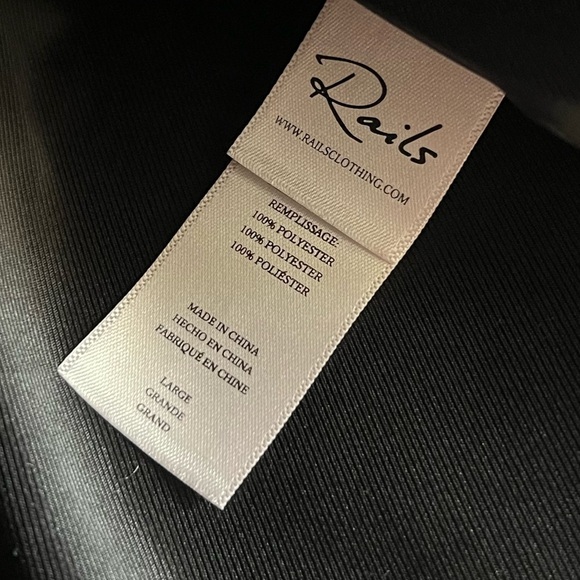 Rails
WWW.RAILSCLOTHING.COM
REMPLISSAGE:
100% POLYESTER
100% POLYESTER
100% POLIÉSTER
MADE IN CHINA
HECHO EN CHINA
FABRIQUÉ EN CHINE
LARGE
GRANDE
GRAND